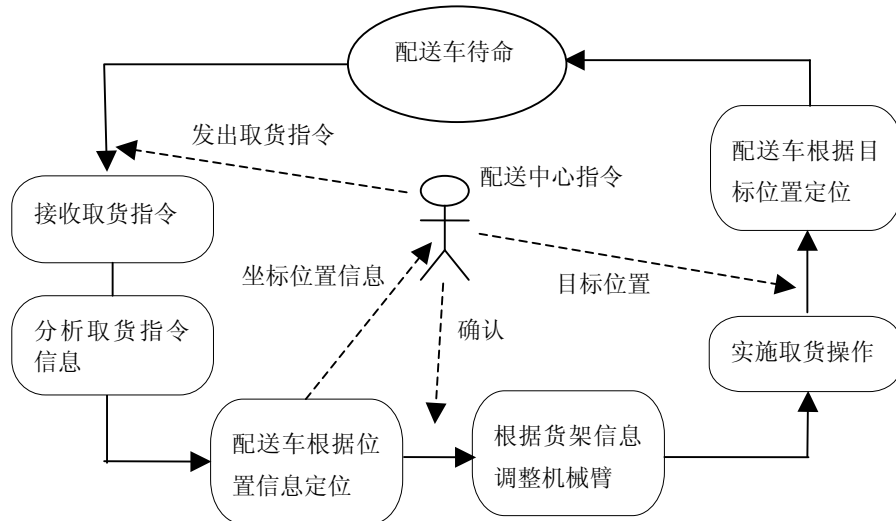 配送车待命
发出取货指令
配送中心指令
配送车根据目
标位置定位
接收取货指令
坐标位置信息
目标位置
分析取货指令
信息
确认
实施取货操作
配送车根据位
置信息定位
根据货架信息
调整机械臂